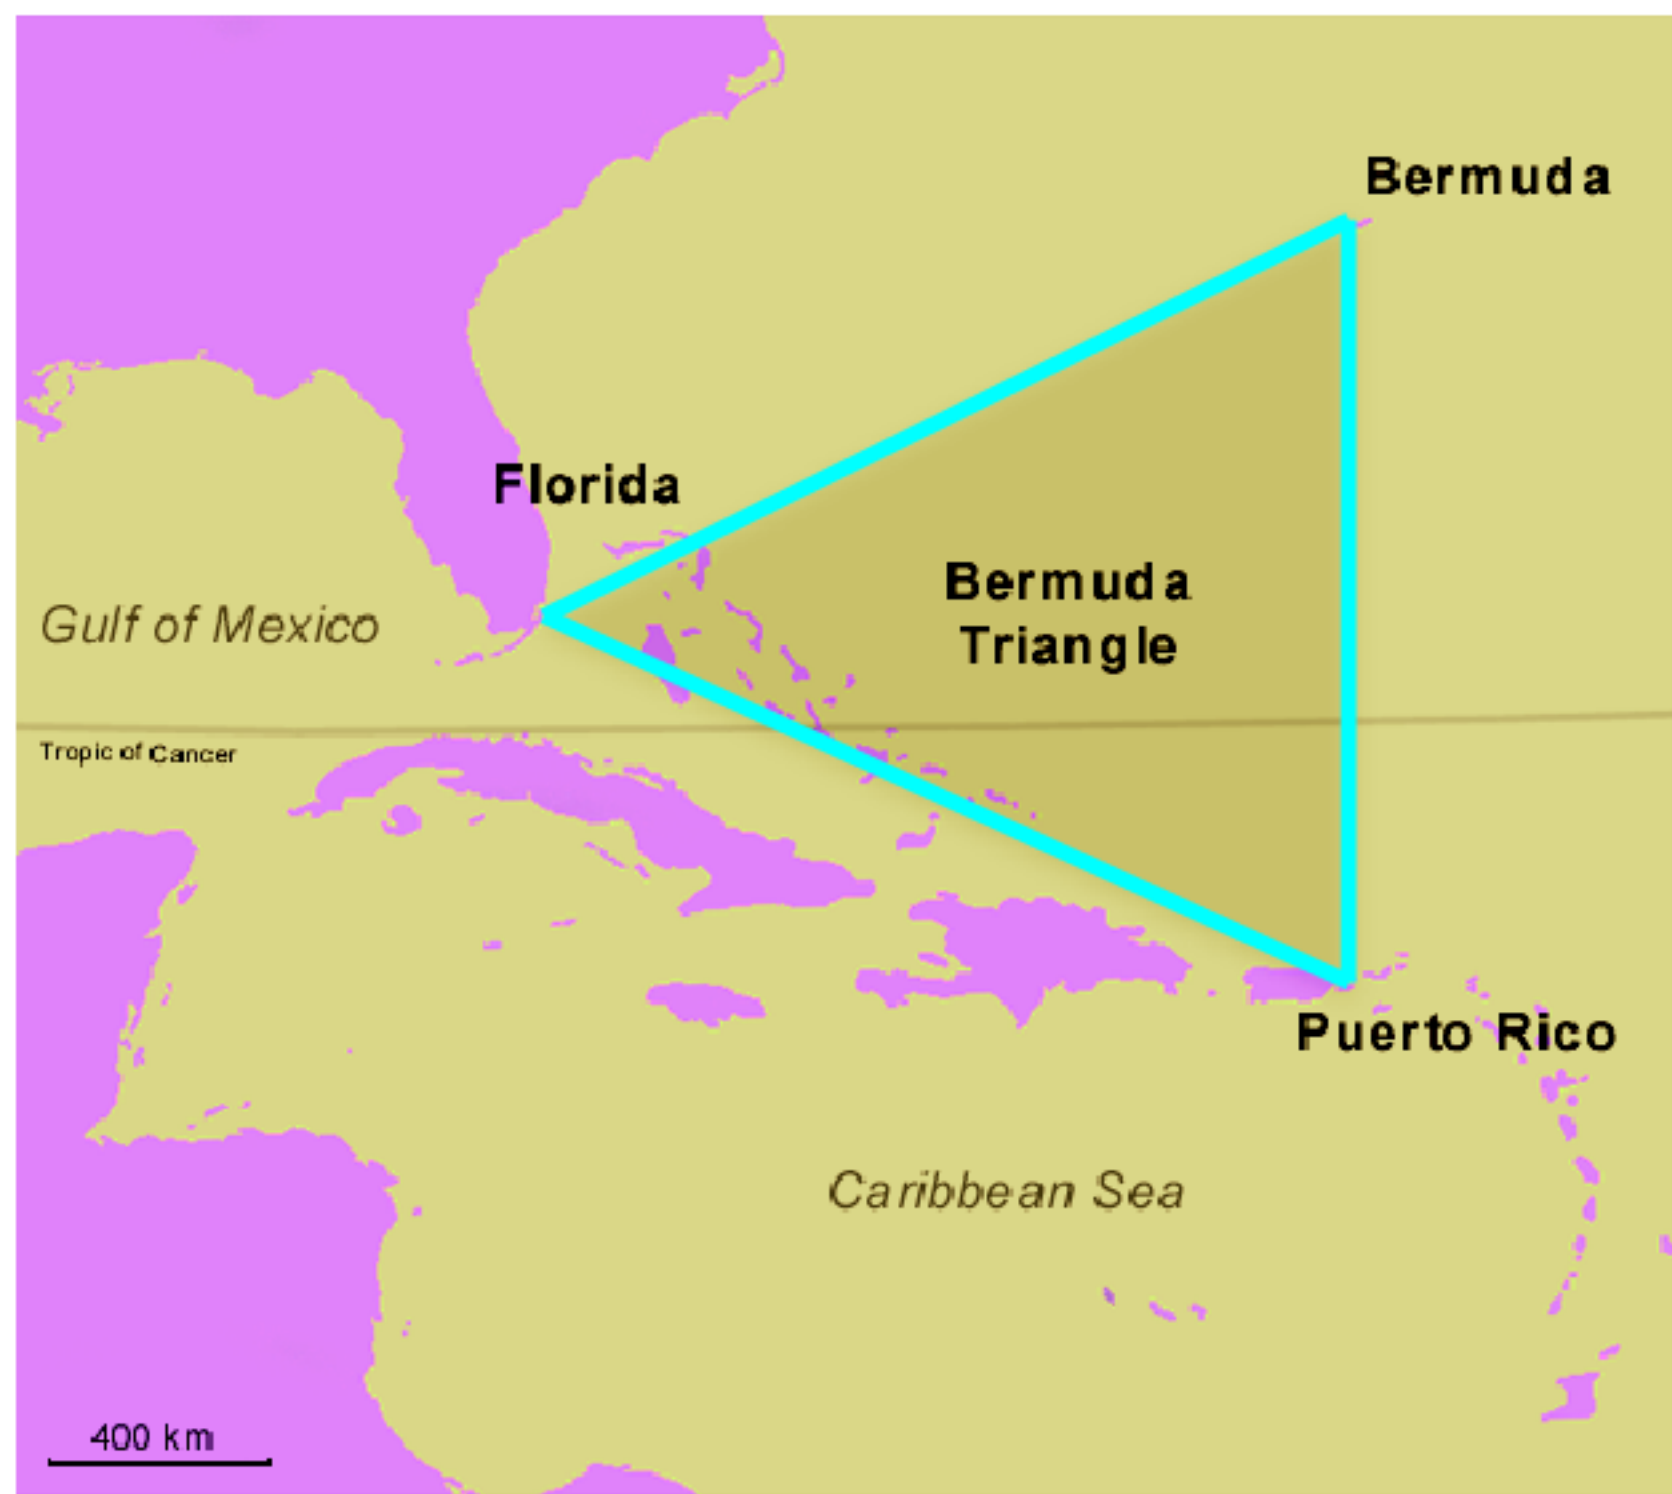 Bermuda
Florida
Bermuda
Triangle
Gulf of Mexico
Tropic of Cancer
Puerto Rico
Caribbean Sea
400 km